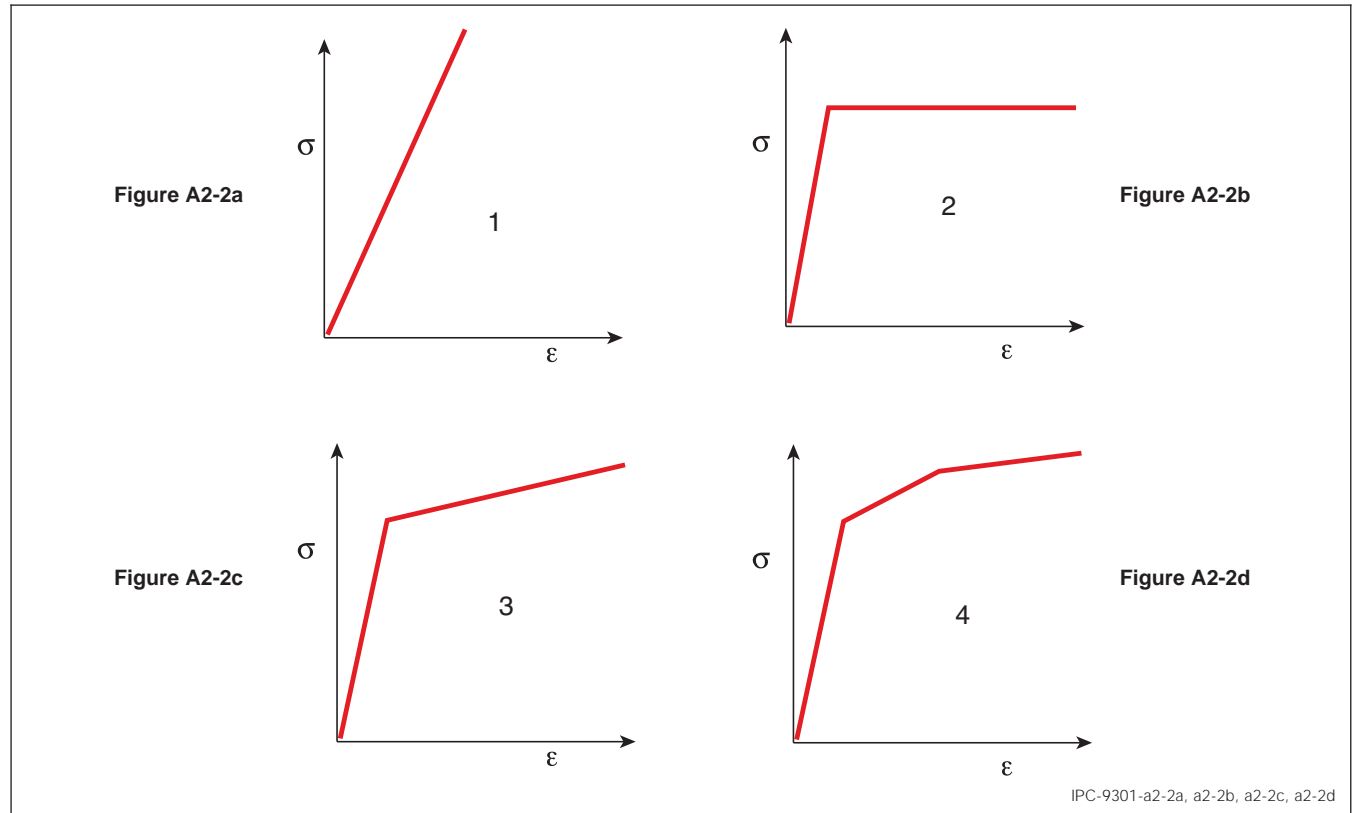 σ
Figure A2-2a
1
ε
σ
2
Figure A2-2b
ε
σ
Figure A2-2c
3
ε
σ
4
Figure A2-2d
ε
IPC-9301-a2-2a, a2-2b, a2-2c, a2-2d